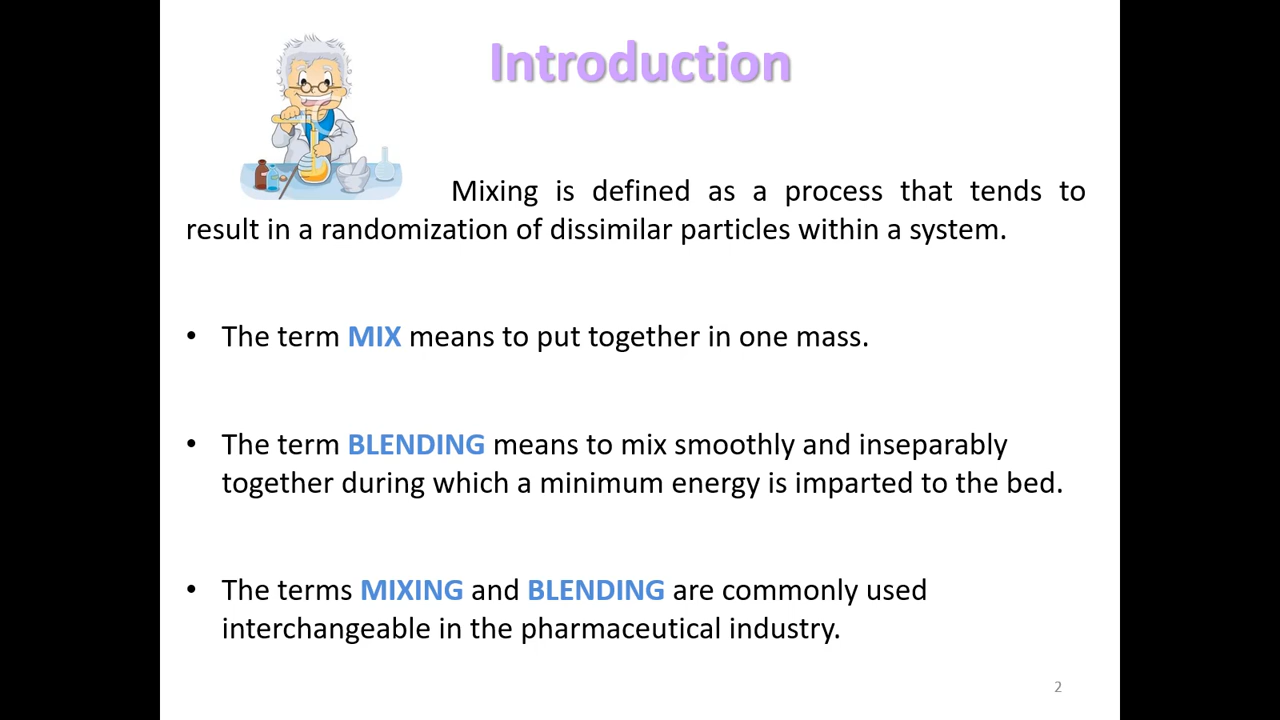 Introduction
Mixing is defined as a process that tends to
result in a randomization of dissimilar particles within a system.
• The term MIX means to put together in one mass.
• The term BLENDING means to mix smoothly and inseparably
together during which a minimum energy is imparted to the bed.
• The terms MIXING and BLENDING are commonly used
interchangeable in the pharmaceutical industry.
2